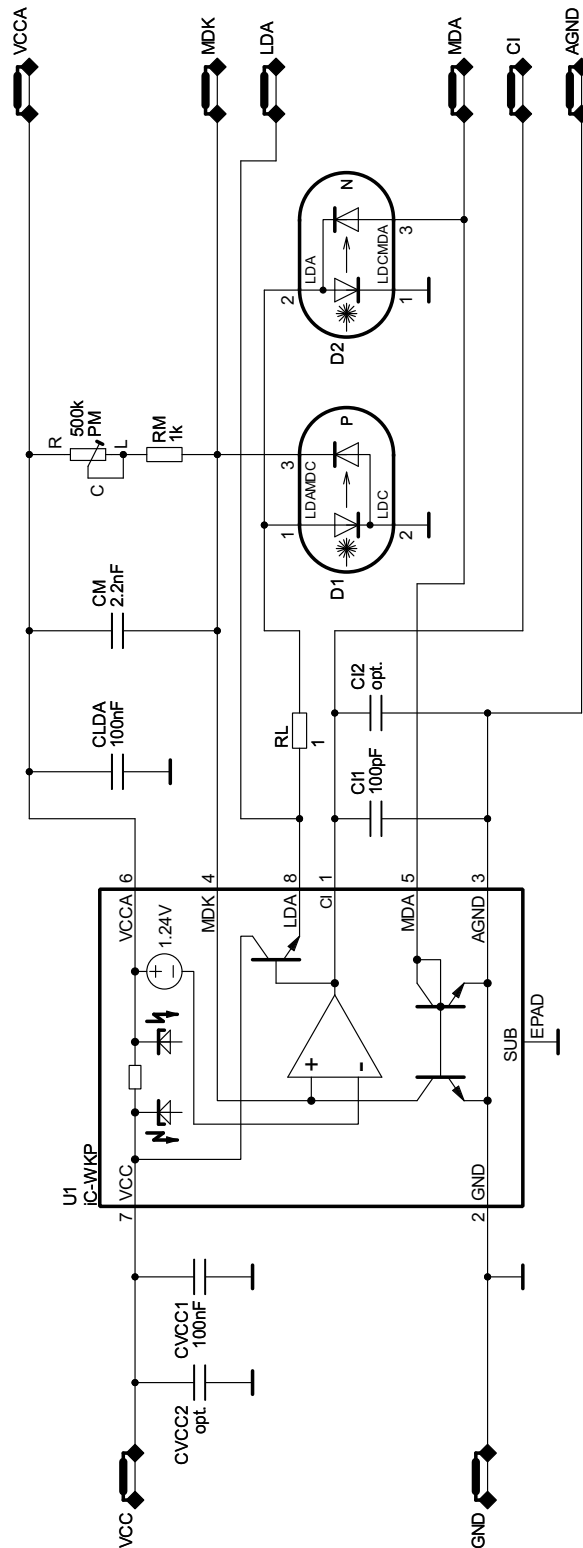 VCCA
MDK
LDA
MDA
CI
AGND
R
500k
PM
C
L
RM
1k
CM
2.2nF
CLDA
100nF
D1
P
1
LDAMDC
3
LDC
2
D2
N
2
LDA
LDCMDA
1
3
RL
1
CI1
100pF
CI2
opt.
U1
iC-WKP
7
VCC
VCCA
6
1.24V
MDK
4
LDA
8
CI
1
MDA
5
AGND
3
2
GND
SUB
EPAD
+
-
+
-
CVCC1
100nF
CVCC2
opt.
VCC
GND